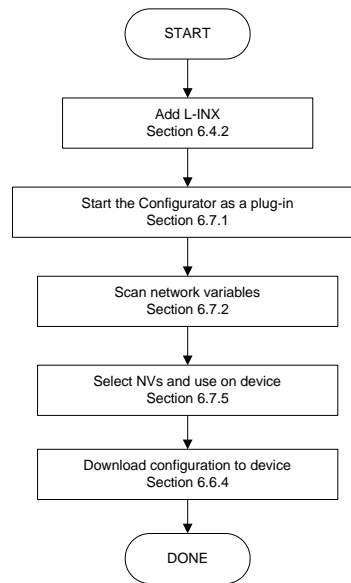 START
Add L-INX
Section 6.4.2
Start the Configurator as a plug-in
Section 6.7.1
Scan network variables
Section 6.7.2
Select NVs and use on device
Section 6.7.5
Download configuration to device
Section 6.6.4
DONE